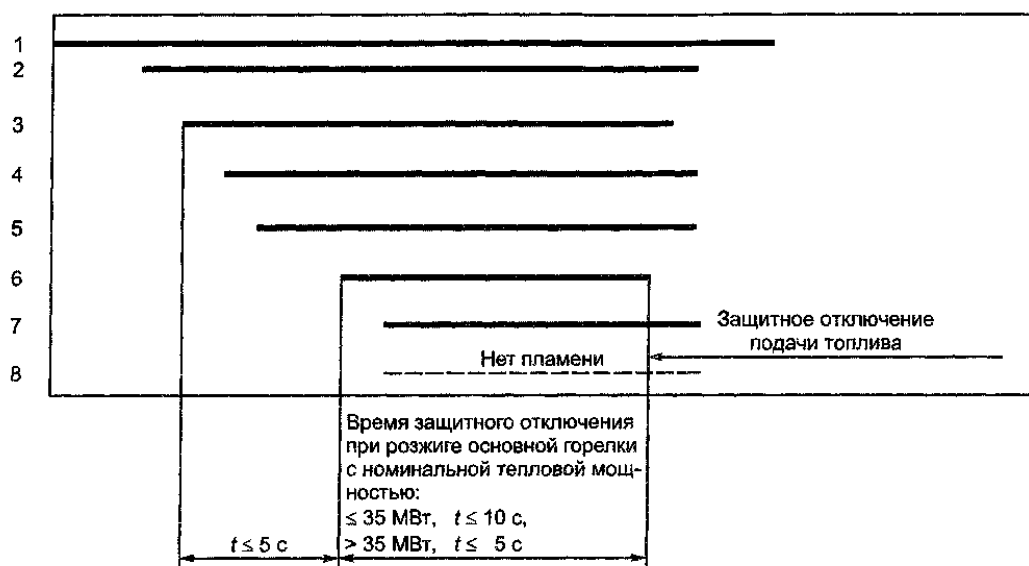 1
2
3
4
5
6
7
8
Защитное отключение
подачи топлива
Нет пламени
Время защитного отключения
при розжиге основной горелки
с номинальной тепловой мощ-
ностью:
≤ 35 МВт, t ≤ 10 с,
> 35 МВт, t ≤ 5 с
t ≤ 5 с